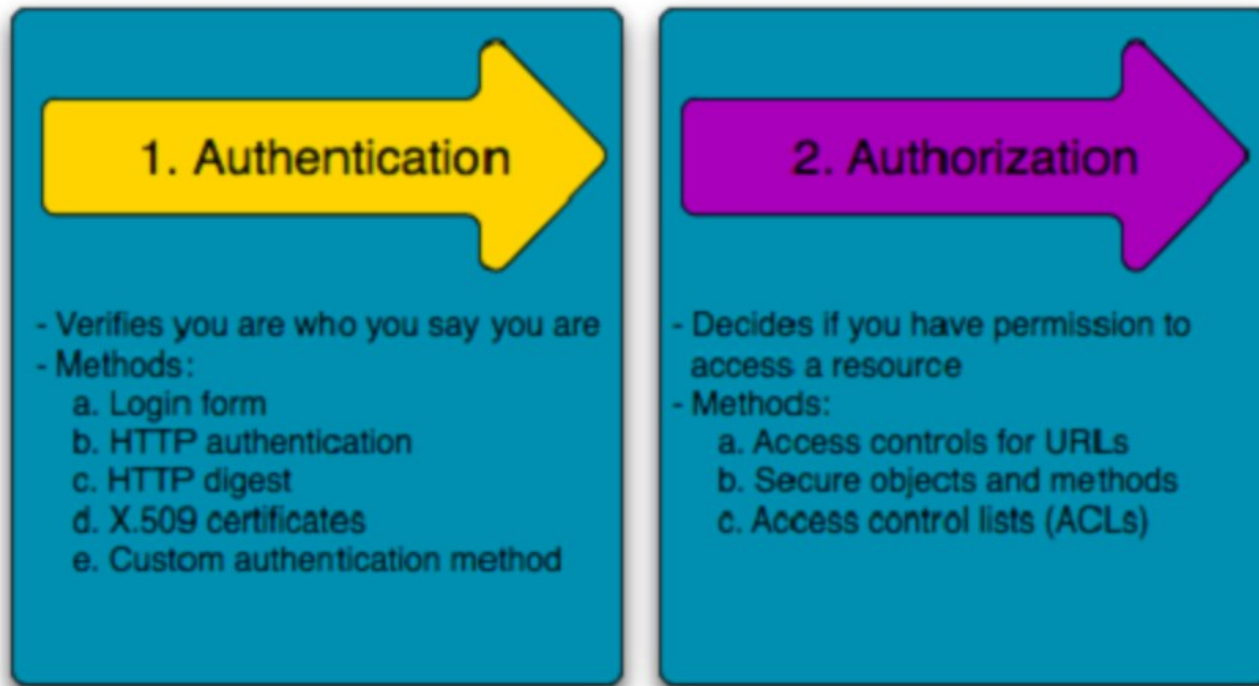 1. Authentication
- Verifies you are who you say you are
- Methods:
a. Login form
b. HTTP authentication
c. HTTP digest
d. X.509 certificates
e. Custom authentication method
2. Authorization
- Decides if you have permission to
access a resource
- Methods:
a. Access controls for URLs
b. Secure objects and methods
c. Access control lists (ACLs)